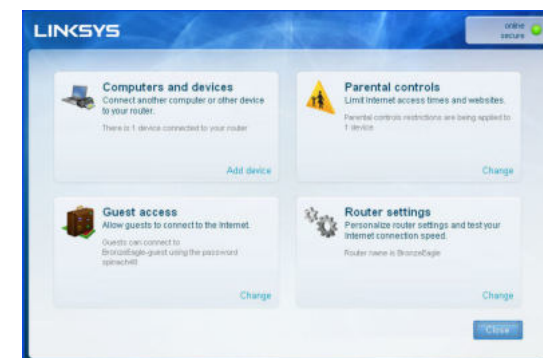 LINKSYS
online
secure
Computers and devices
Connect another computer or other device
to your router.
There is 1 device connected to your router
Add device
Parental controls
Limit Internet access times and websites.
Parental controls restrictions are being applied to
1 device
Change
Guest access
Allow guests to connect to the Internet.
Guests can connect to
BronzeEagle-guest using the password
Change
Router settings
Personalize router settings and test your
Internet connection speed.
Router name is BronzeEagle
Change
Close